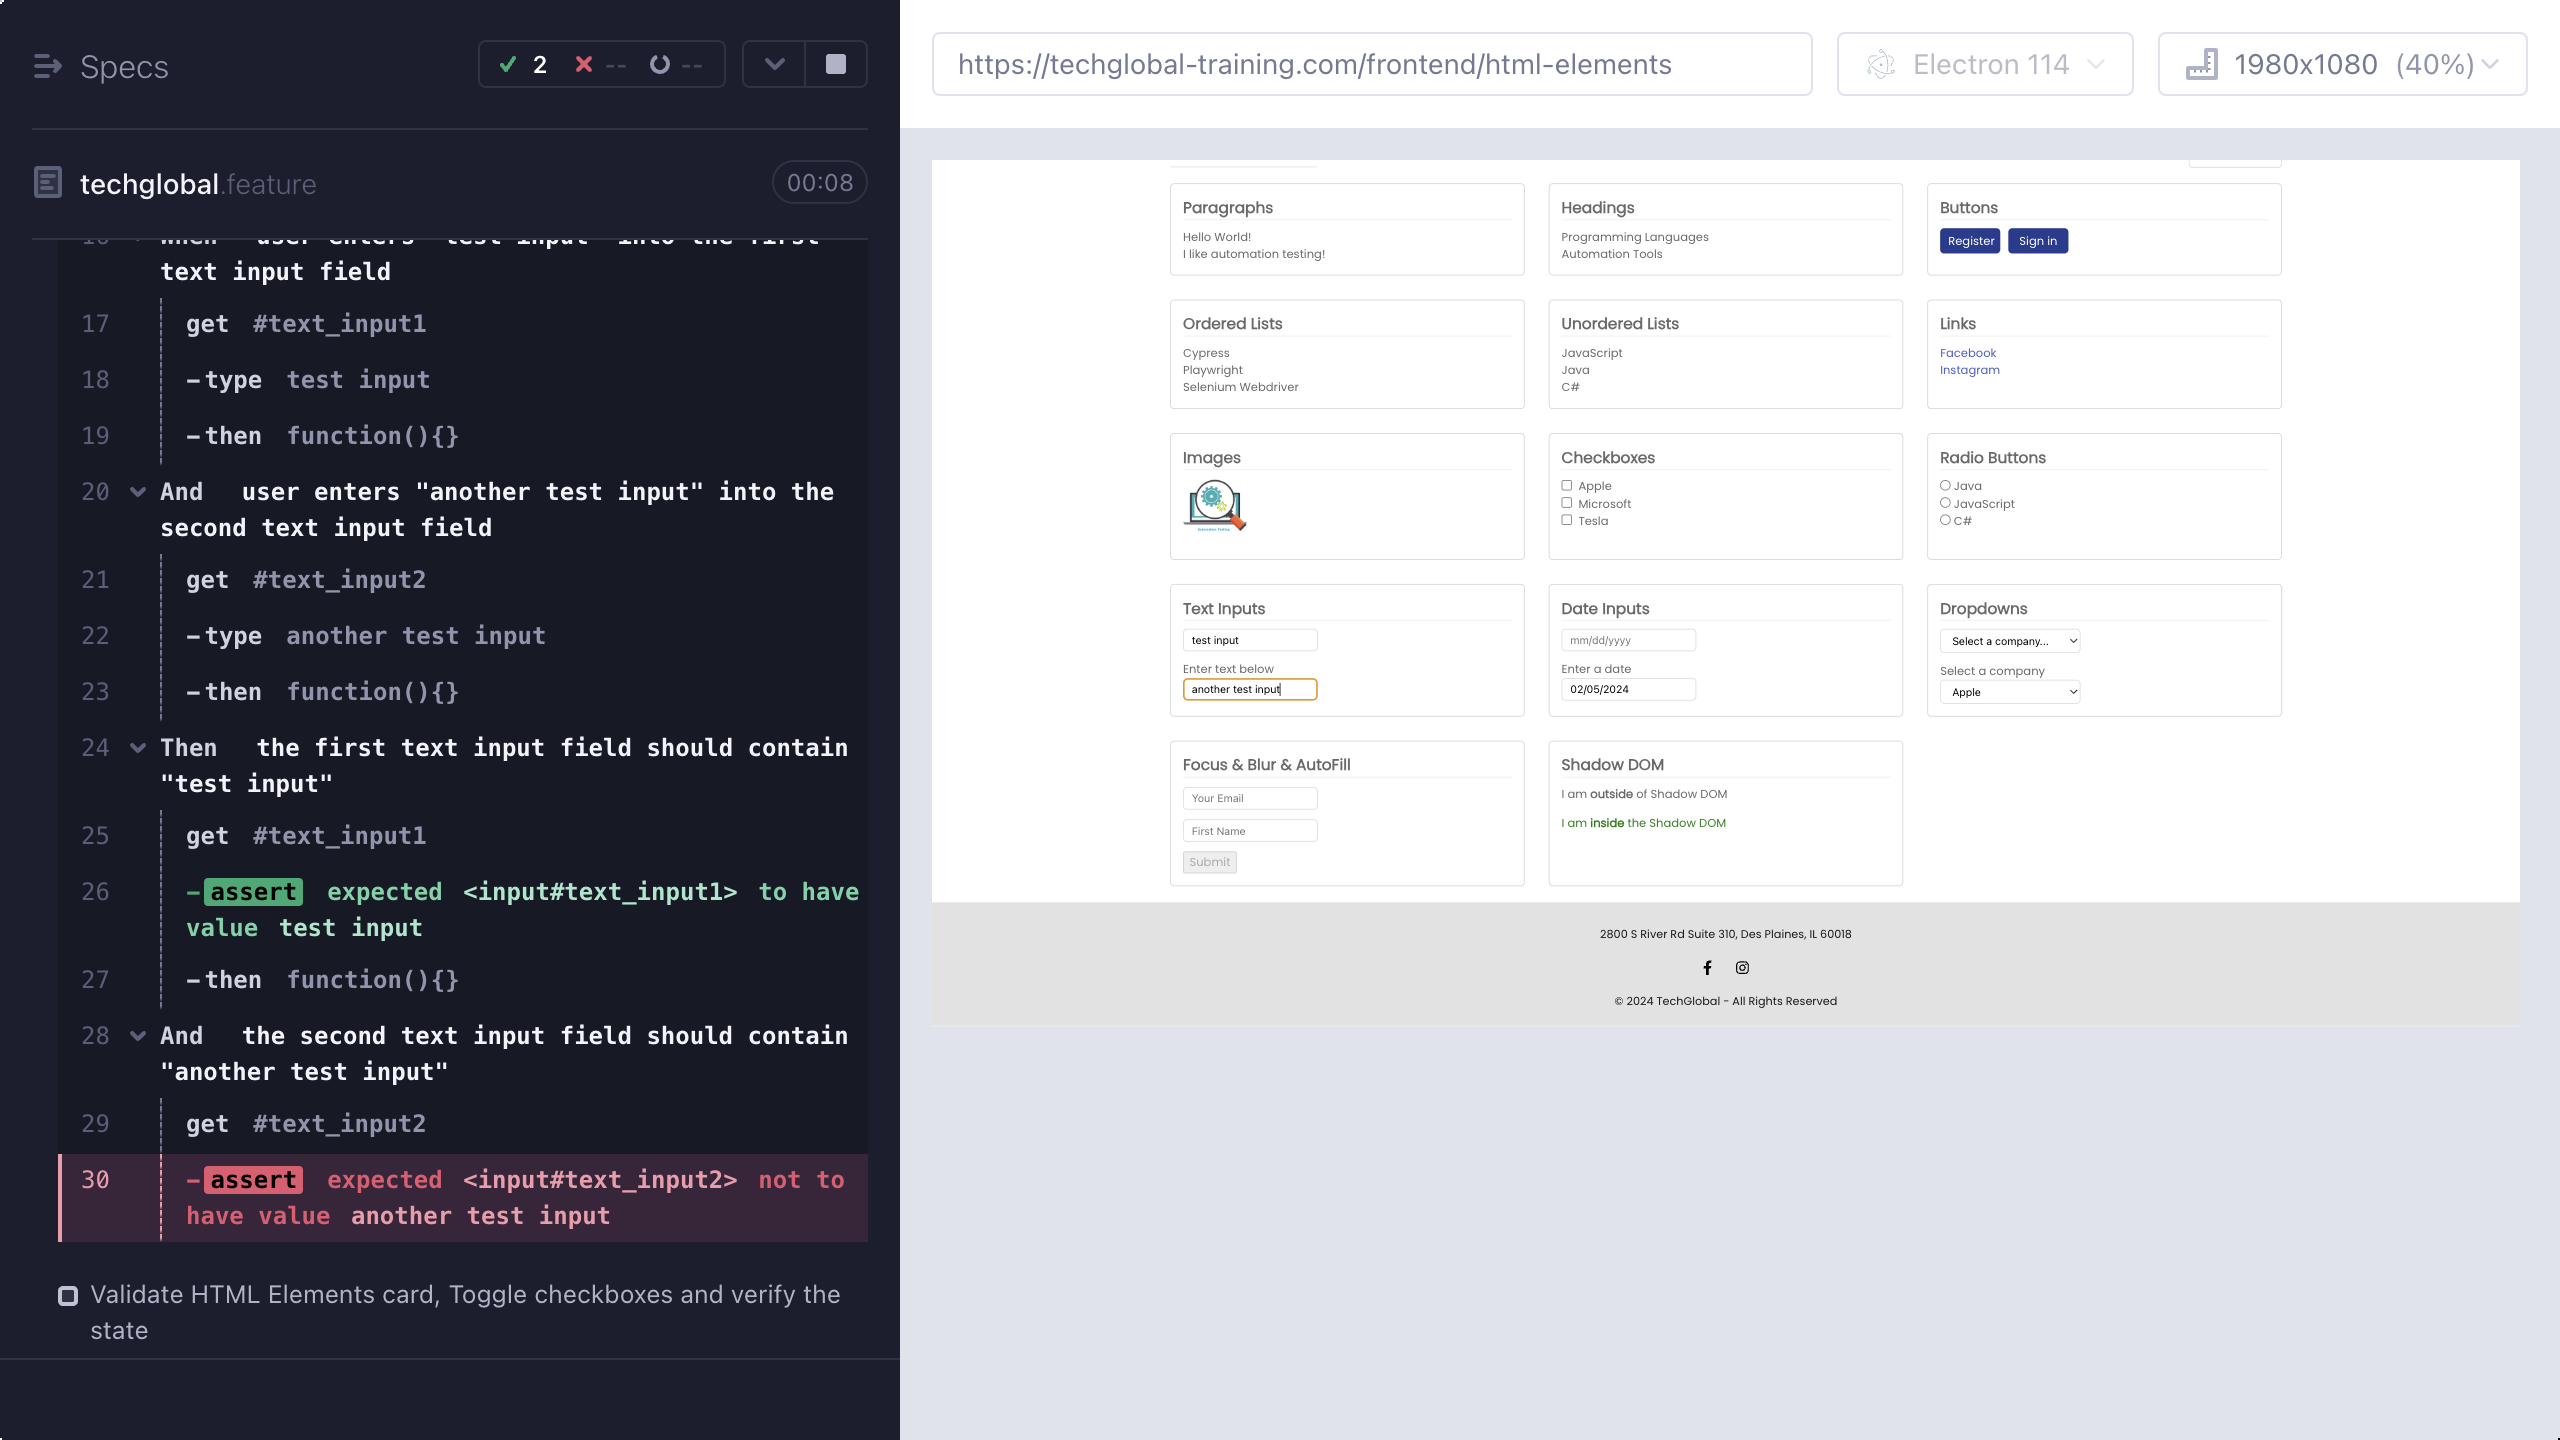 Specs
2
--
--
techglobal.feature
00:08
16 When user enters "test input" into the first
text input field
17 get #text_input1
18 -type test input
19 -then function(){}
20 And user enters "another test input" into the
second text input field
21 get #text_input2
22 -type another test input
23 -then function(){}
24 Then the first text input field should contain
"test input"
25 get #text_input1
26 -assert expected <input#text_input1> to have
value test input
27 -then function(){}
28 And the second text input field should contain
"another test input"
29 get #text_input2
30 -assert expected <input#text_input2> not to
have value another test input
Validate HTML Elements card, Toggle checkboxes and verify the
state
https://techglobal-training.com/frontend/html-elements
Electron 114
1980x1080 (40%)
Paragraphs
Hello World!
I like automation testing!
Headings
Programming Languages
Automation Tools
Buttons
Register Sign in
Ordered Lists
Cypress
Playwright
Selenium Webdriver
Unordered Lists
JavaScript
Java
C#
Links
Facebook
Instagram
Images
Checkboxes
Apple
Microsoft
Tesla
Radio Buttons
Java
JavaScript
C#
Text Inputs
test input
Enter text below
another test input
Date Inputs
mm/dd/yyyy
Enter a date
02/05/2024
Dropdowns
Select a company...
Select a company
Apple
Focus & Blur & AutoFill
Your Email
First Name
Submit
Shadow DOM
I am outside of Shadow DOM
I am inside the Shadow DOM
2800 S River Rd Suite 310, Des Plaines, IL 60018
© 2024 TechGlobal - All Rights Reserved